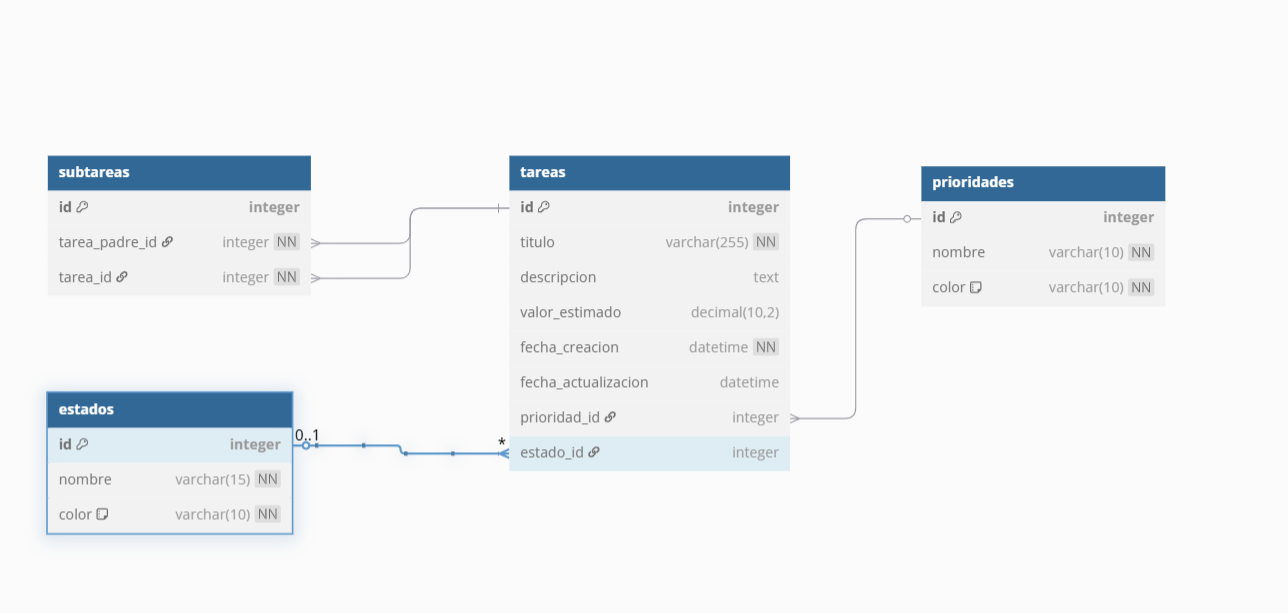 subtareas
id integer
tarea_padre_id integer NN
tarea_id integer NN
tareas
id integer
titulo varchar(255) NN
descripcion text
valor_estimado decimal(10,2)
fecha_creacion datetime NN
fecha_actualizacion datetime
prioridad_id integer
estado_id integer
prioridades
id integer
nombre varchar(10) NN
color varchar(10) NN
estados
id integer
nombre varchar(15) NN
color varchar(10) NN
0..1
*